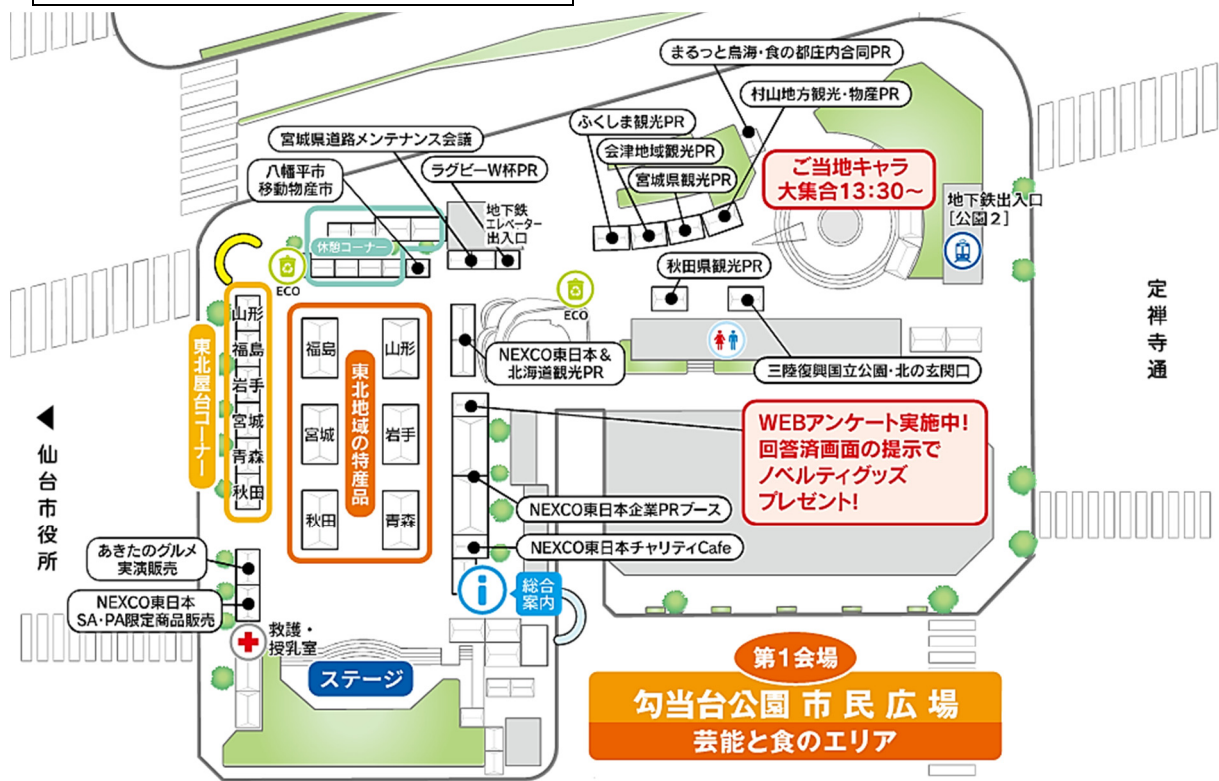 まるっと鳥海・食の都庄内合同PR
村山地方観光・物産PR
ふくしま観光PR
会津地域観光PR
宮城県観光PR
宮城県道路メンテナンス会議
八幡平市
移動物産市
ラグビーW杯PR
地下鉄
エレベーター
出入口
休憩コーナー
ECO
ご当地キャラ
大集合13:30～
地下鉄出入口
[公園2]
秋田県観光PR
ECO
三陸復興国立公園・北の玄関口
NEXCO東日本&
北海道観光PR
定禅寺通
東北屋台コーナー
山形
福島
岩手
宮城
青森
秋田
東北地域の特産品
福島
山形
宮城
岩手
秋田
青森
WEBアンケート実施中!
回答済画面の提示で
ノベルティグッズ
プレゼント!
仙台市役所
NEXCO東日本企業PRブース
NEXCO東日本チャリティCafe
あきたのグルメ
実演販売
NEXCO東日本
SA・PA限定商品販売
i
総合
案内
救護・
授乳室
ステージ
第1会場
勾当台公園 市民広場
芸能と食のエリア